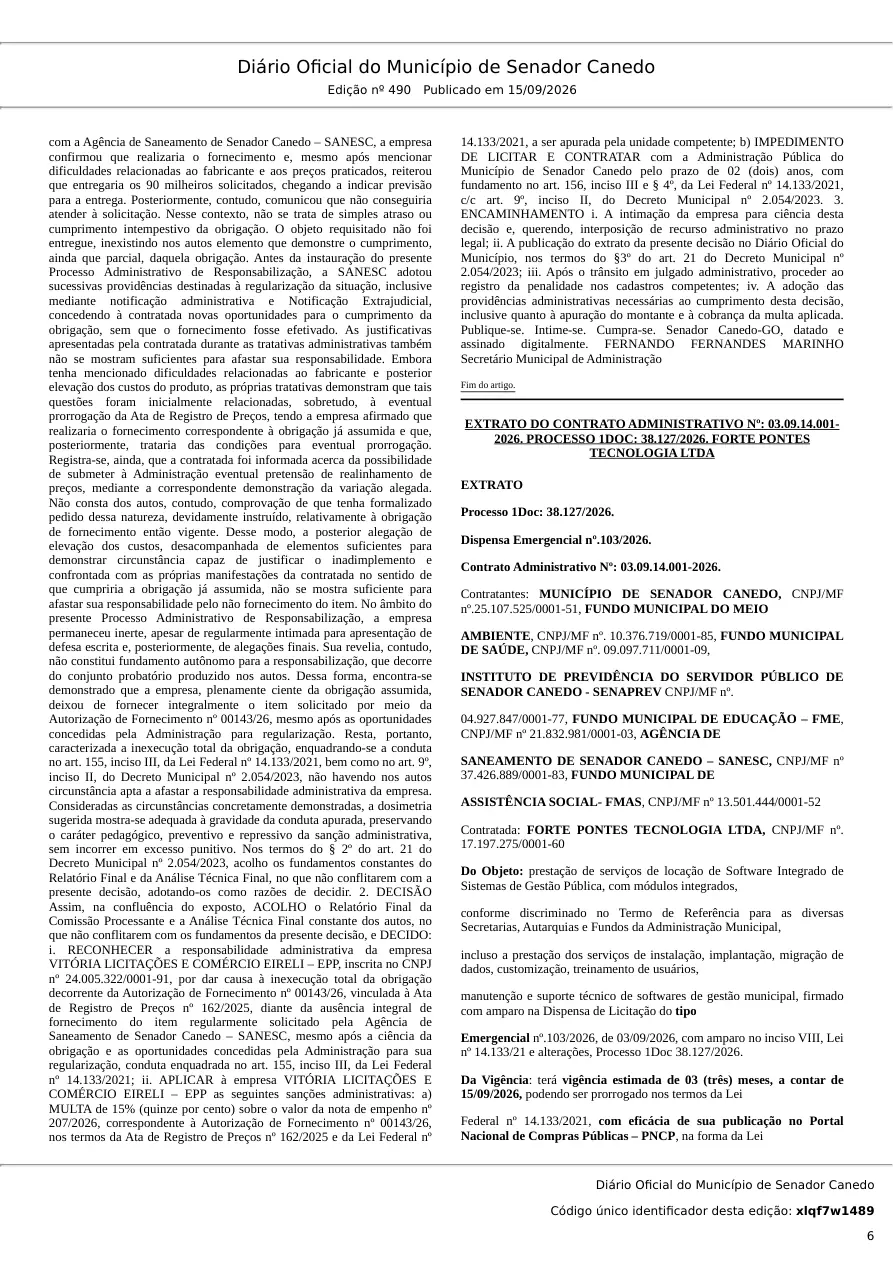 Diário Oficial do Município de Senador Canedo
Edição nº 490 Publicado em 15/09/2026
com a Agência de Saneamento de Senador Canedo – SANESC, a empresa
confirmou que realizaria o fornecimento e, mesmo após mencionar
dificuldades relacionadas ao fabricante e aos preços praticados, reiterou
que entregaria os 90 milheiros solicitados, chegando a indicar previsão
para a entrega. Posteriormente, contudo, comunicou que não conseguiria
atender à solicitação. Nesse contexto, não se trata de simples atraso ou
cumprimento intempestivo da obrigação. O objeto requisitado não foi
entregue, inexistindo nos autos elemento que demonstre o cumprimento,
ainda que parcial, daquela obrigação. Antes da instauração do presente
Processo Administrativo de Responsabilização, a SANESC adotou
sucessivas providências destinadas à regularização da situação, inclusive
mediante notificação administrativa e Notificação Extrajudicial,
concedendo à contratada novas oportunidades para o cumprimento da
obrigação, sem que o fornecimento fosse efetivado. As justificativas
apresentadas pela contratada durante as tratativas administrativas também
não se mostram suficientes para afastar sua responsabilidade. Embora
tenha mencionado dificuldades relacionadas ao fabricante e posterior
elevação dos custos do produto, as próprias tratativas demonstram que tais
questões foram inicialmente relacionadas, sobretudo, à eventual
prorrogação da Ata de Registro de Preços, tendo a empresa afirmado que
realizaria o fornecimento correspondente à obrigação já assumida e que,
posteriormente, trataria das condições para eventual prorrogação.
Registra-se, ainda, que a contratada foi informada acerca da possibilidade
de submeter à Administração eventual pretensão de realinhamento de
preços, mediante a correspondente demonstração da variação alegada.
Não consta dos autos, contudo, comprovação de que tenha formalizado
pedido dessa natureza, devidamente instruído, relativamente à obrigação
de fornecimento então vigente. Desse modo, a posterior alegação de
elevação dos custos, desacompanhada de elementos suficientes para
demonstrar circunstância capaz de justificar o inadimplemento e
confrontada com as próprias manifestações da contratada no sentido de
que cumpriria a obrigação já assumida, não se mostra suficiente para
afastar sua responsabilidade pelo não fornecimento do item. No âmbito do
presente Processo Administrativo de Responsabilização, a empresa
permaneceu inerte, apesar de regularmente intimada para apresentação de
defesa escrita e, posteriormente, de alegações finais. Sua revelia, contudo,
não constitui fundamento autônomo para a responsabilização, que decorre
do conjunto probatório produzido nos autos. Dessa forma, encontra-se
demonstrado que a empresa, plenamente ciente da obrigação assumida,
deixou de fornecer integralmente o item solicitado por meio da
Autorização de Fornecimento nº 00143/26, mesmo após as oportunidades
concedidas pela Administração para regularização. Resta, portanto,
caracterizada a inexecução total da obrigação, enquadrando-se a conduta
no art. 155, inciso III, da Lei Federal nº 14.133/2021, bem como no art. 9º,
inciso II, do Decreto Municipal nº 2.054/2023, não havendo nos autos
circunstância apta a afastar a responsabilidade administrativa da empresa.
Consideradas as circunstâncias concretamente demonstradas, a dosimetria
sugerida mostra-se adequada à gravidade da conduta apurada, preservando
o caráter pedagógico, preventivo e repressivo da sanção administrativa,
sem incorrer em excesso punitivo. Nos termos do § 2º do art. 21 do
Decreto Municipal nº 2.054/2023, acolho os fundamentos constantes do
Relatório Final e da Análise Técnica Final, no que não conflitarem com a
presente decisão, adotando-os como razões de decidir. 2. DECISÃO
Assim, na confluência do exposto, ACOLHO o Relatório Final da
Comissão Processante e a Análise Técnica Final constante dos autos, no
que não conflitarem com os fundamentos da presente decisão, e DECIDO:
i. RECONHECER a responsabilidade administrativa da empresa
VITÓRIA LICITAÇÕES E COMÉRCIO EIRELI – EPP, inscrita no CNPJ
nº 24.005.322/0001-91, por dar causa à inexecução total da obrigação
decorrente da Autorização de Fornecimento nº 00143/26, vinculada à Ata
de Registro de Preços nº 162/2025, diante da ausência integral de
fornecimento do item regularmente solicitado pela Agência de
Saneamento de Senador Canedo – SANESC, mesmo após a ciência da
obrigação e as oportunidades concedidas pela Administração para sua
regularização, conduta enquadrada no art. 155, inciso III, da Lei Federal
nº 14.133/2021; ii. APLICAR à empresa VITÓRIA LICITAÇÕES E
COMÉRCIO EIRELI – EPP as seguintes sanções administrativas: a)
MULTA DE 15% (quinze por cento) sobre o valor da nota de empenho nº
207/2026, correspondente à Autorização de Fornecimento nº 00143/26,
nos termos da Ata de Registro de Preços nº 162/2025 e da Lei Federal nº
14.133/2021, a ser apurada pela unidade competente; b) IMPEDIMENTO
DE LICITAR E CONTRATAR com a Administração Pública do
Município de Senador Canedo pelo prazo de 02 (dois) anos, com
fundamento no art. 156, inciso III e § 4º, da Lei Federal nº 14.133/2021,
c/c art. 9º, inciso II, do Decreto Municipal nº 2.054/2023. 3.
ENCAMINHAMENTO i. A intimação da empresa para ciência desta
decisão e, querendo, interposição de recurso administrativo no prazo
legal; ii. A publicação do extrato da presente decisão no Diário Oficial do
Município, nos termos do §3º do art. 21 do Decreto Municipal nº
2.054/2023; iii. Após o trânsito em julgado administrativo, proceder ao
registro da penalidade nos cadastros competentes; iv. A adoção das
providências administrativas necessárias ao cumprimento desta decisão,
inclusive quanto à apuração do montante e à cobrança da multa aplicada.
Publique-se. Intime-se. Cumpra-se. Senador Canedo-GO, datado e
assinado digitalmente. FERNANDO FERNANDES MARINHO
Secretário Municipal de Administração
Fim do artigo.
EXTRATO DO CONTRATO ADMINISTRATIVO Nº: 03.09.14.001-
2026. PROCESSO 1DOC: 38.127/2026. FORTE PONTES
TECNOLOGIA LTDA
EXTRATO
Processo 1Doc: 38.127/2026.
Dispensa Emergencial nº.103/2026.
Contrato Administrativo Nº: 03.09.14.001-2026.
Contratantes: MUNICÍPIO DE SENADOR CANEDO, CNPJ/MF
nº.25.107.525/0001-51, FUNDO MUNICIPAL DO MEIO
AMBIENTE, CNPJ/MF nº. 10.376.719/0001-85, FUNDO MUNICIPAL
DE SAÚDE, CNPJ/MF nº. 09.097.711/0001-09,
INSTITUTO DE PREVIDÊNCIA DO SERVIDOR PÚBLICO DE
SENADOR CANEDO - SENAPREV CNPJ/MF nº.
04.927.847/0001-77, FUNDO MUNICIPAL DE EDUCAÇÃO – FME,
CNPJ/MF nº 21.832.981/0001-03, AGÊNCIA DE
SANEAMENTO DE SENADOR CANEDO – SANESC, CNPJ/MF nº
37.426.889/0001-83, FUNDO MUNICIPAL DE
ASSISTÊNCIA SOCIAL- FMAS, CNPJ/MF nº 13.501.444/0001-52
Contratada: FORTE PONTES TECNOLOGIA LTDA, CNPJ/MF nº.
17.197.275/0001-60
Do Objeto: prestação de serviços de locação de Software Integrado de
Sistemas de Gestão Pública, com módulos integrados,
conforme discriminado no Termo de Referência para as diversas
Secretarias, Autarquias e Fundos da Administração Municipal,
incluso a prestação dos serviços de instalação, implantação, migração de
dados, customização, treinamento de usuários,
manutenção e suporte técnico de softwares de gestão municipal, firmado
com amparo na Dispensa de Licitação do tipo
Emergencial nº.103/2026, de 03/09/2026, com amparo no inciso VIII, Lei
nº 14.133/21 e alterações, Processo 1Doc 38.127/2026.
Da Vigência: terá vigência estimada de 03 (três) meses, a contar de
15/09/2026, podendo ser prorrogado nos termos da Lei
Federal nº 14.133/2021, com eficácia de sua publicação no Portal
Nacional de Compras Públicas – PNCP, na forma da Lei
Diário Oficial do Município de Senador Canedo
Código único identificador desta edição: xlqf7w1489
6